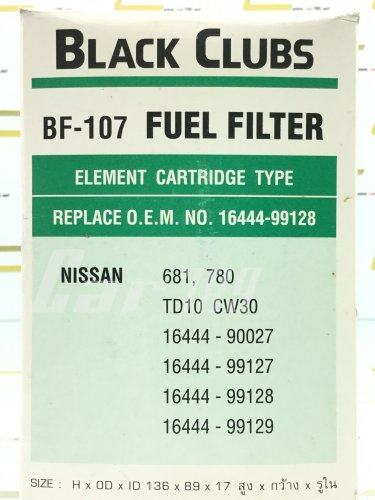 BLACK CLUBS
BF-107 FUEL FILTER
ELEMENT CARTRIDGE TYPE
REPLACE O.E.M. NO. 16444-99128
NISSAN 681, 780
TD10 CW30
16444 - 90027
16444 - 99127
16444 - 99128
16444 - 99129
SIZE : H x OD x ID 136 x 89 x 17 สูง x กว้าง x รูใน